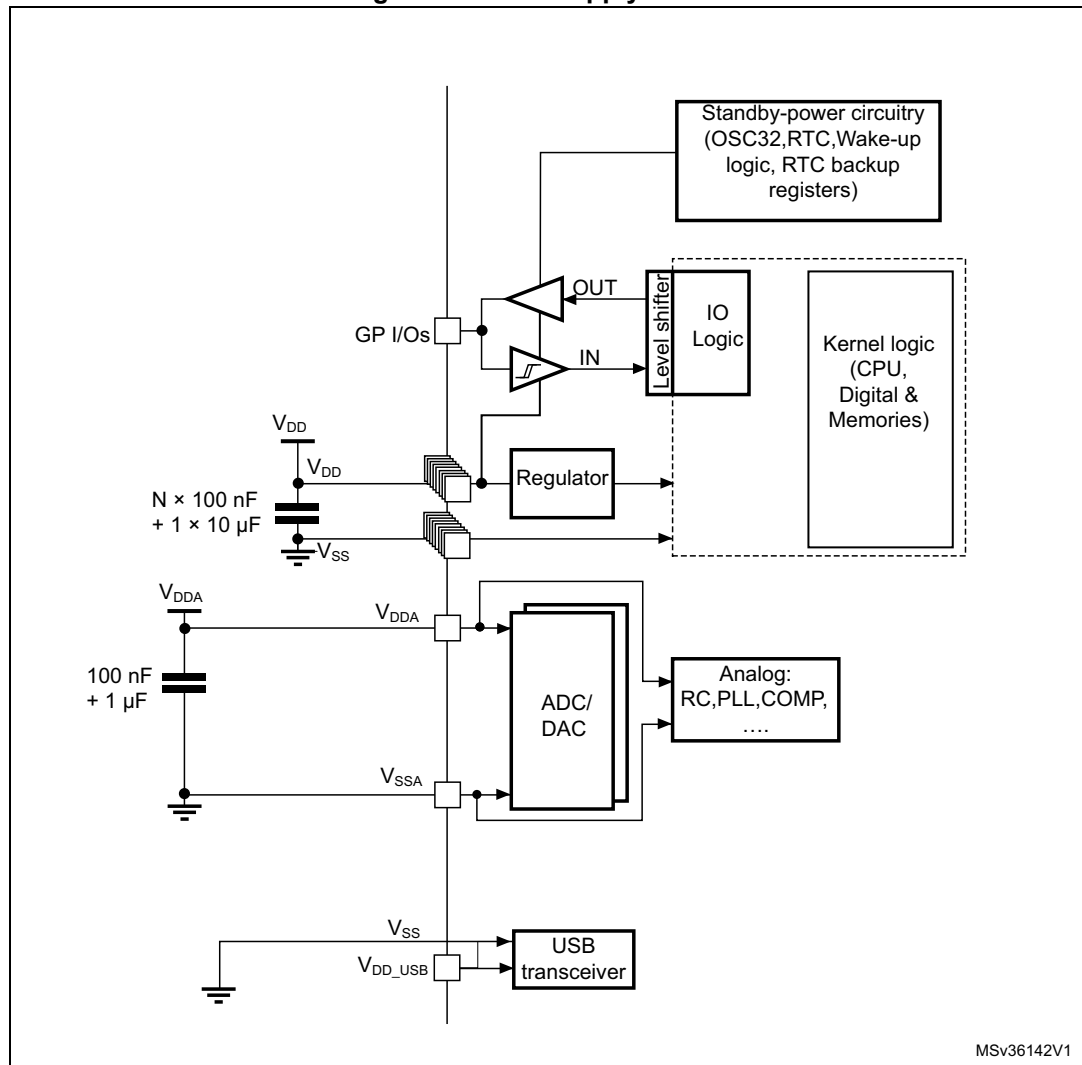 Standby-power circuitry
(OSC32,RTC,Wake-up
logic, RTC backup
registers)
OUT
Level shifter
IO
Logic
GP I/Os
IN
Kernel logic
(CPU,
Digital &
Memories)
VDD
VDD
Regulator
N × 100 nF
+ 1 × 10 µF
VSS
VDDA
VDDA
100 nF
+ 1 µF
ADC/
DAC
Analog:
RC,PLL,COMP,
....
VSSA
VSS
VDD_USB
USB
transceiver
MSv36142V1